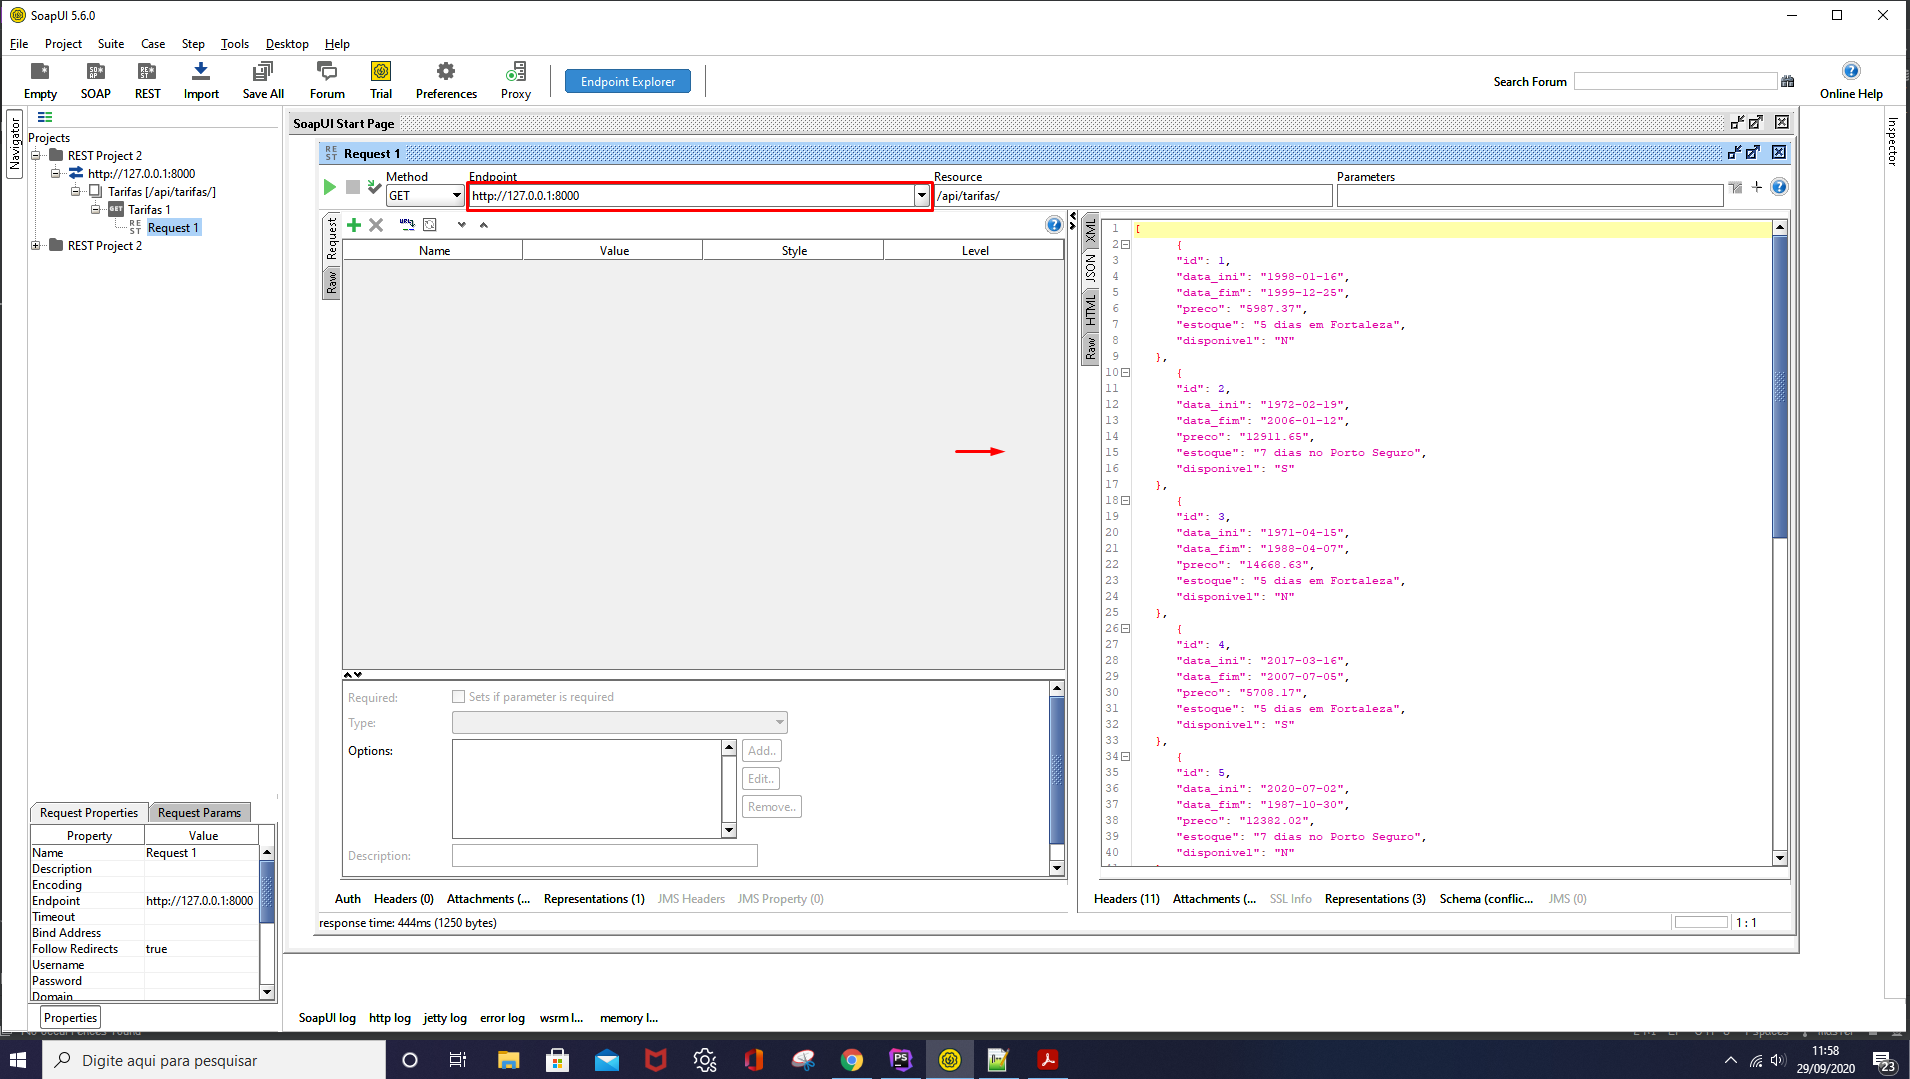 SoapUI 5.6.0
File Project Suite Case Step Tools Desktop Help
Empty SOAP REST Import Save All Forum Trial Preferences Proxy
Endpoint Explorer
Search Forum
Online Help
Navigator
Projects
REST Project 2
http://127.0.0.1:8000
Tarifas [/api/tarifas/]
GET Tarifas 1
REST Request 1
REST Project 2
SoapUI Start Page
REST Request 1
Method Endpoint Resource Parameters
GET http://127.0.0.1:8000 /api/tarifas/
Inspector
Request
Raw
Name Value Style Level
XML
JSON
HTML
Raw
1 [
2 {
3 "id": 1,
4 "data_ini": "1998-01-16",
5 "data_fim": "1999-12-25",
6 "preco": "5987.37",
7 "estoque": "5 dias em Fortaleza",
8 "disponivel": "N"
9 },
10 {
11 "id": 2,
12 "data_ini": "1972-02-19",
13 "data_fim": "2006-01-12",
14 "preco": "12911.65",
15 "estoque": "7 dias no Porto Seguro",
16 "disponivel": "S"
17 },
18 {
19 "id": 3,
20 "data_ini": "1971-04-15",
21 "data_fim": "1988-04-07",
22 "preco": "14668.63",
23 "estoque": "5 dias em Fortaleza",
24 "disponivel": "N"
25 },
26 {
27 "id": 4,
28 "data_ini": "2017-03-16",
29 "data_fim": "2007-07-05",
30 "preco": "5708.17",
31 "estoque": "5 dias em Fortaleza",
32 "disponivel": "S"
33 },
34 {
35 "id": 5,
36 "data_ini": "2020-07-02",
37 "data_fim": "1987-10-30",
38 "preco": "12382.02",
39 "estoque": "7 dias no Porto Seguro",
40 "disponivel": "N"
Required: Sets if parameter is required
Type:
Options:
Add..
Edit..
Remove..
Description:
Auth Headers (0) Attachments (... Representations (1) JMS Headers JMS Property (0)
Headers (11) Attachments (... SSL Info Representations (3) Schema (conflic... JMS (0)
response time: 444ms (1250 bytes)
1 : 1
Request Properties Request Params
Property Value
Name Request 1
Description
Encoding
Endpoint http://127.0.0.1:8000
Timeout
Bind Address
Follow Redirects true
Username
Password
Domain
Properties
SoapUI log http log jetty log error log wsrm l... memory l...
Digite aqui para pesquisar
PS
11:58
29/09/2020
23